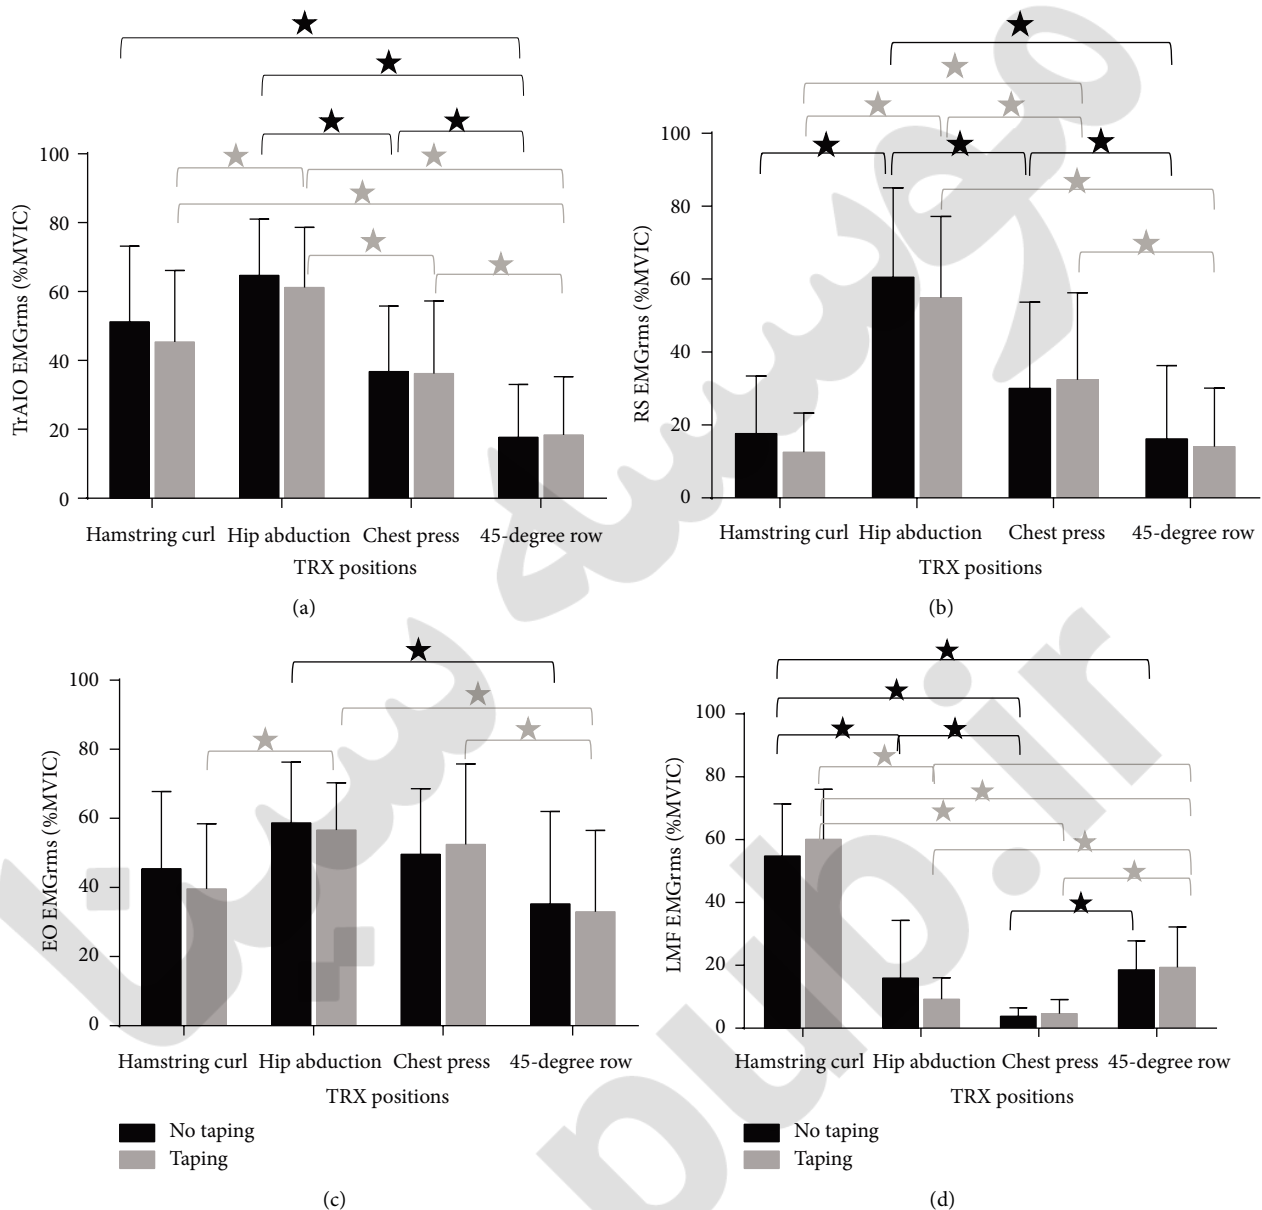 TrAIO EMGrms (%MVIC)
100
80
60
40
20
0
Hamstring curl Hip abduction Chest press 45-degree row
TRX positions
(a)
RS EMGrms (%MVIC)
100
80
60
40
20
0
Hamstring curl Hip abduction Chest press 45-degree row
TRX positions
(b)
EO EMGrms (%MVIC)
100
80
60
40
20
0
Hamstring curl Hip abduction Chest press 45-degree row
TRX positions
No taping
Taping
(c)
LMF EMGrms (%MVIC)
100
80
60
40
20
0
Hamstring curl Hip abduction Chest press 45-degree row
TRX positions
No taping
Taping
(d)
pup.ir